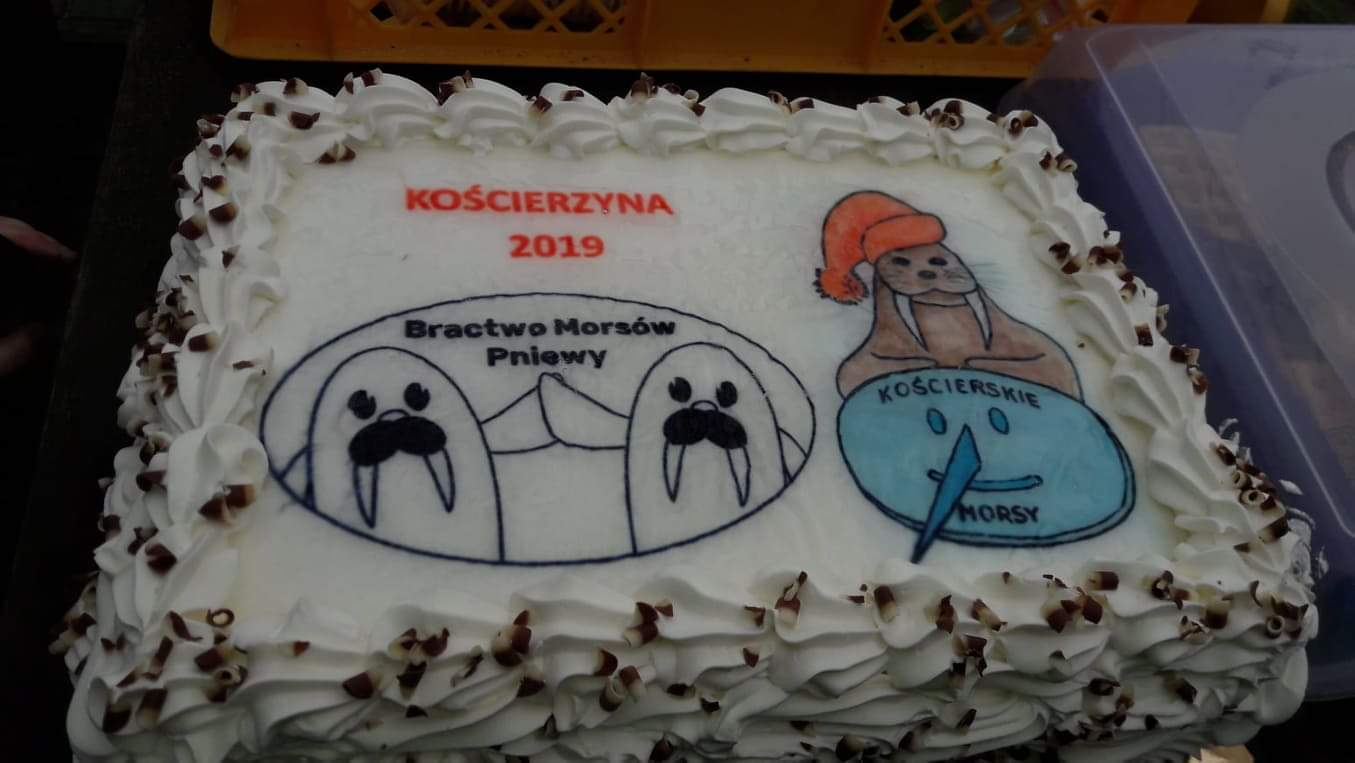 KOŚCIERZYNA
2019
Bractwo Morsów
Pniewy
KOŚCIERSKIE
MORSY